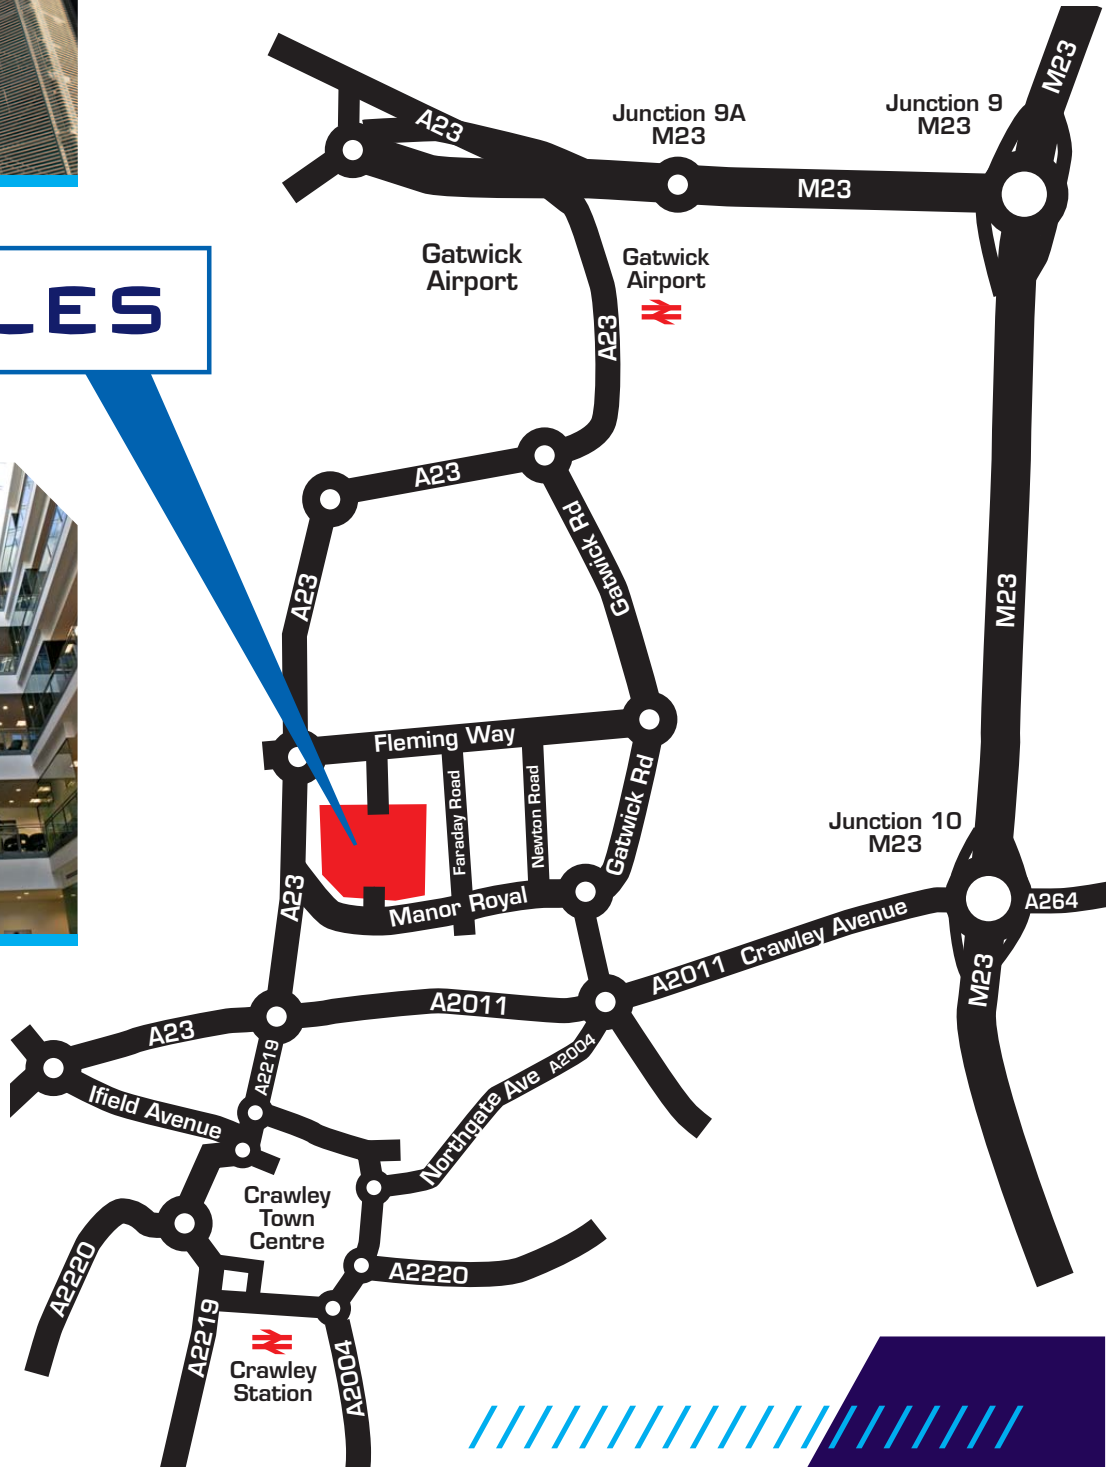 M23
Junction 9
M23
Junction 9A
M23
A23
M23
Gatwick
Airport
Gatwick
Airport
LES
A23
A23
Gatwick Rd
A23
M23
Fleming Way
Faraday Road
Newton Road
Gatwick Rd
Junction 10
M23
A23
Manor Royal
A264
A2011 Crawley Avenue
M23
A2011
A23
A2219
A2004
Northgate Ave
Ifield Avenue
Crawley
Town
Centre
A2220
A2220
A2219
A2004
Crawley
Station